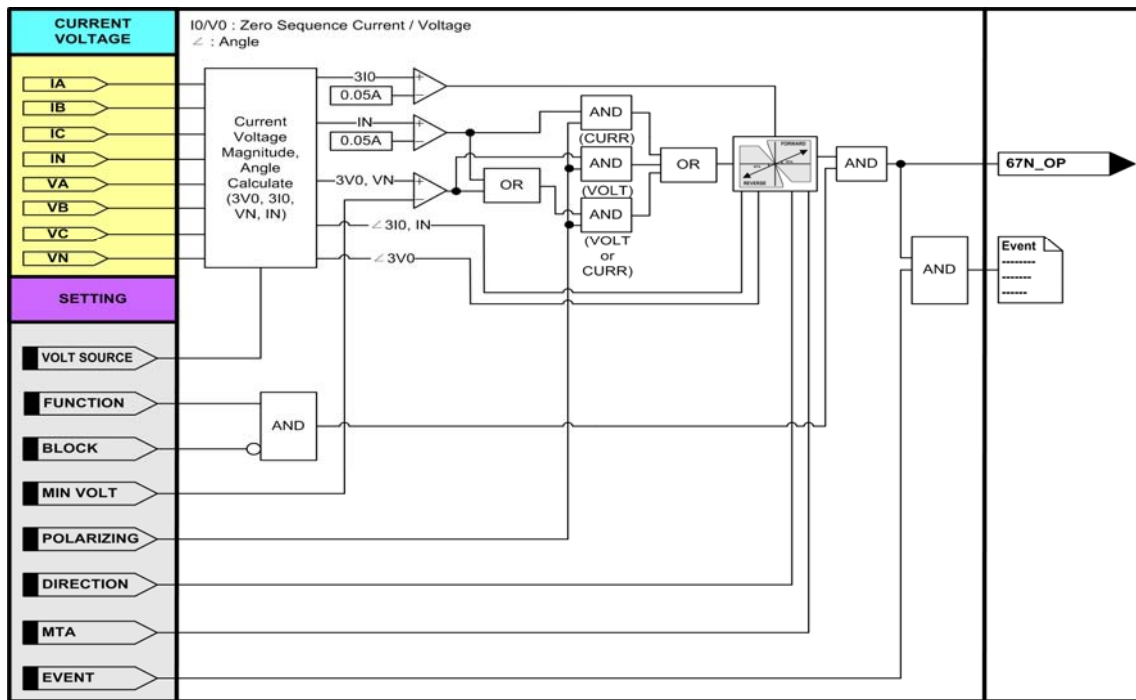 CURRENT
VOLTAGE
I0/V0 : Zero Sequence Current / Voltage
∠ : Angle
IA
IB
IC
IN
VA
VB
VC
VN
Current
Voltage
Magnitude,
Angle
Calculate
(3V0, 3I0,
VN, IN)
3I0
0.05A
IN
0.05A
3V0, VN
∠3I0, IN
∠3V0
+
−
+
−
+
−
OR
AND
(CURR)
AND
(VOLT)
AND
(VOLT
or
CURR)
OR
FORWARD
REVERSE
AND
67N_OP
AND
Event
SETTING
VOLT SOURCE
FUNCTION
BLOCK
AND
MIN VOLT
POLARIZING
DIRECTION
MTA
EVENT